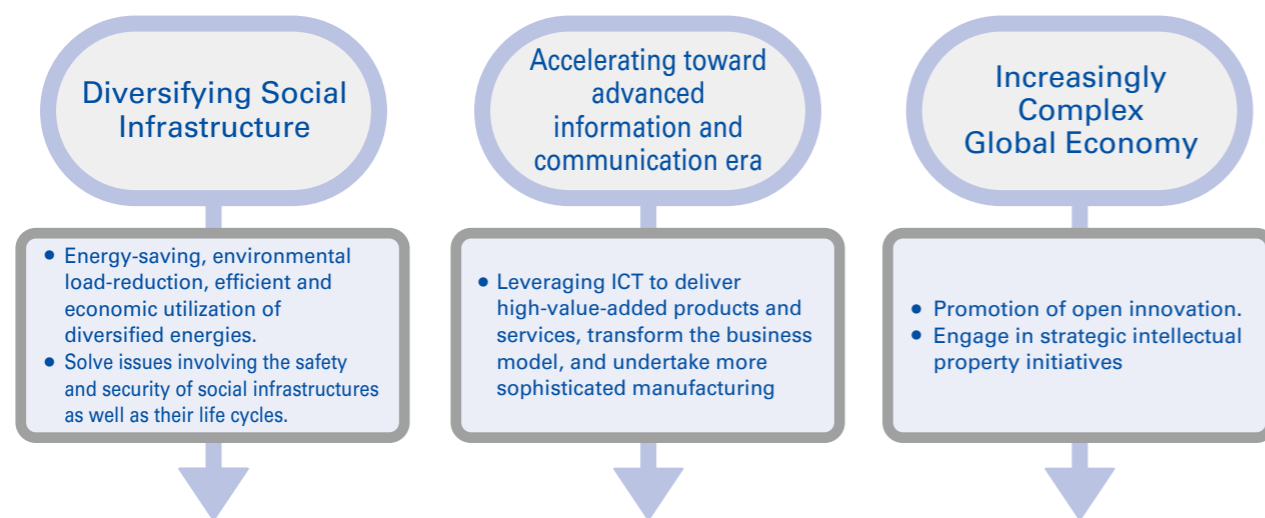 Diversifying Social
Infrastructure
• Energy-saving, environmental
load-reduction, efficient and
economic utilization of
diversified energies.
• Solve issues involving the safety
and security of social infrastructures
as well as their life cycles.
Accelerating toward
advanced
information and
communication era
• Leveraging ICT to deliver
high-value-added products and
services, transform the business
model, and undertake more
sophisticated manufacturing
Increasingly
Complex
Global Economy
• Promotion of open innovation.
• Engage in strategic intellectual
property initiatives